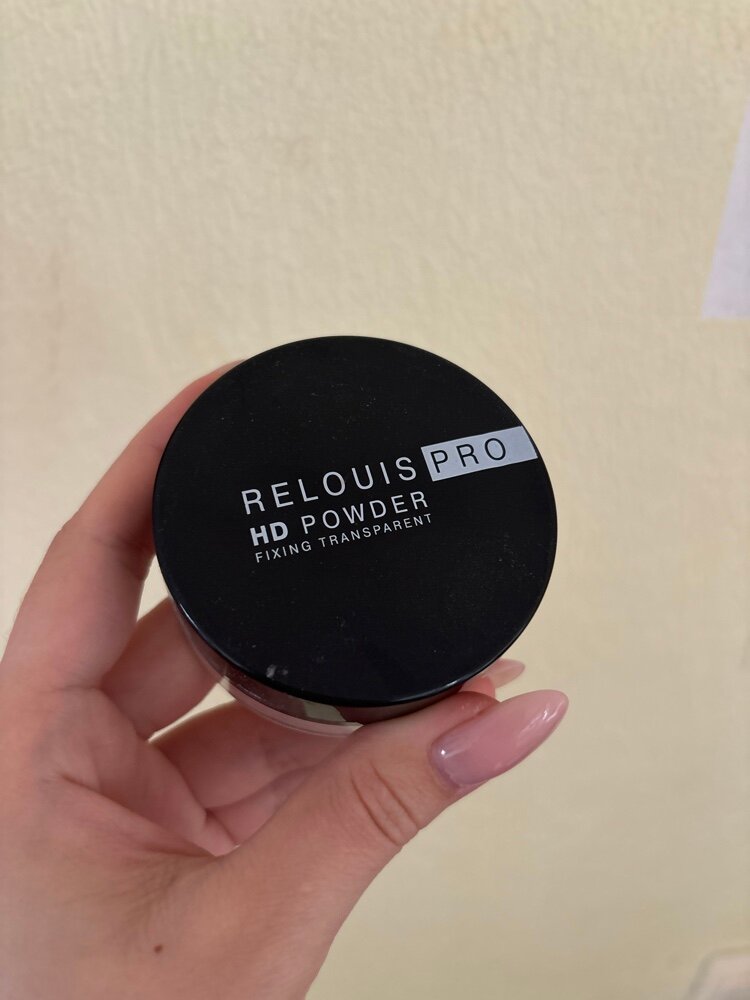 RELOUIS PRO
HD POWDER
FIXING TRANSPARENT